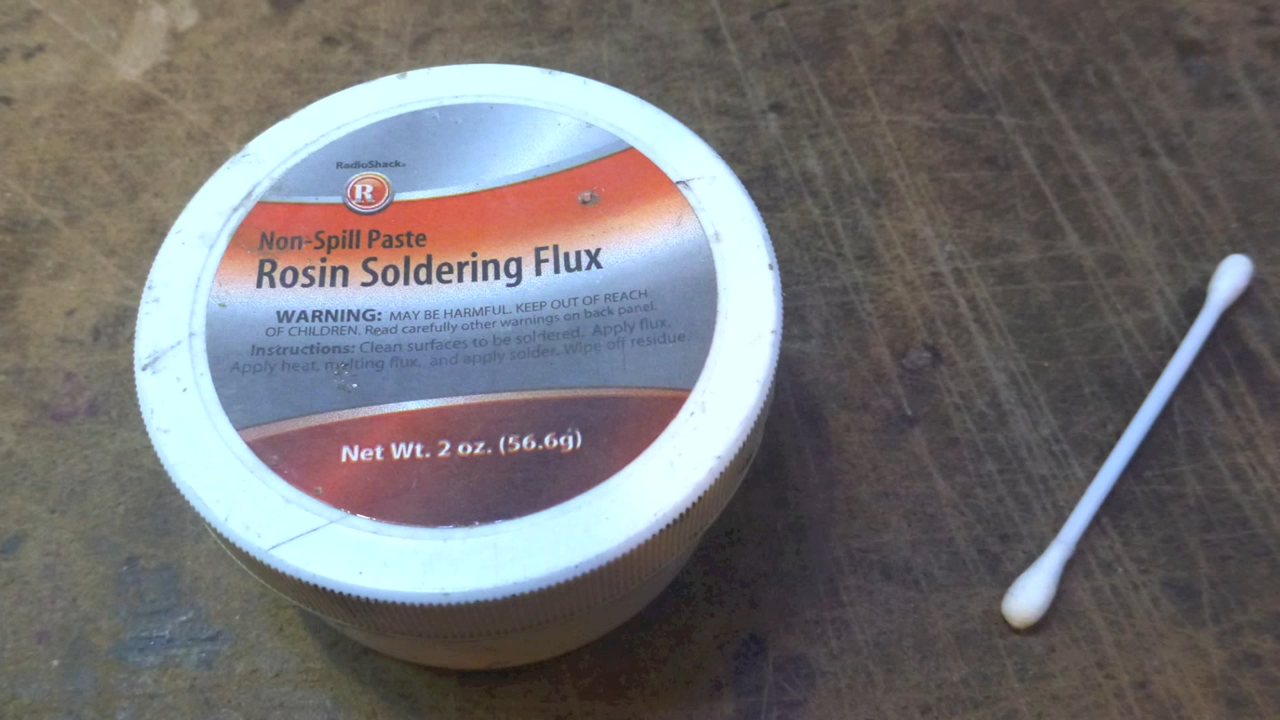 RadioShack.
R
Non-Spill Paste
Rosin Soldering Flux
WARNING: MAY BE HARMFUL. KEEP OUT OF REACH
OF CHILDREN. Read carefully other warnings on back panel.
Instructions: Clean surfaces to be soldered. Apply flux.
Apply heat, melting flux, and apply solder. Wipe off residue.
Net Wt. 2 oz. (56.6g)